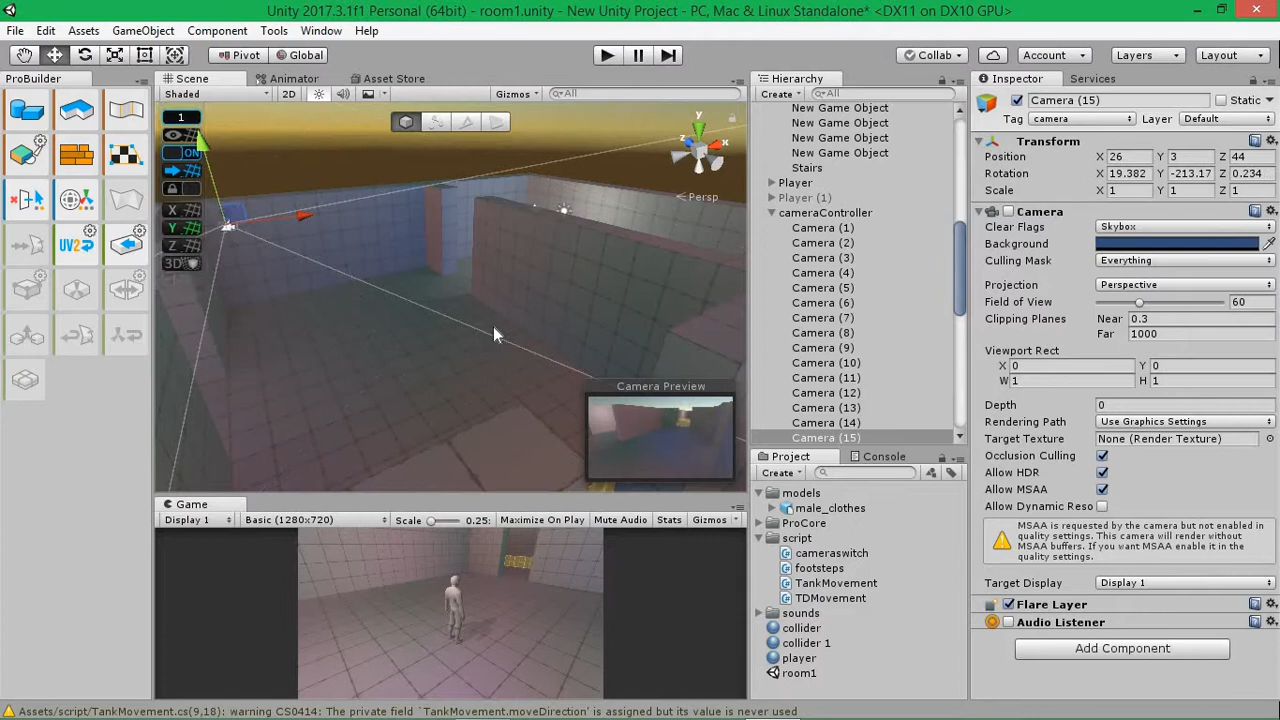 Unity 2017.3.1f1 Personal (64bit) - room1.unity - New Unity Project - PC, Mac & Linux Standalone* <DX11 on DX10 GPU>
File Edit Assets GameObject Component Tools Window Help
Pivot Global Collab Account Layers Layout
ProBuilder
UV2
Scene Animator Asset Store
Shaded 2D Gizmos All
1
ON
X
Y
Z
3D
y
z x
Persp
Camera Preview
Game
Display 1 Basic (1280x720) Scale 0.25: Maximize On Play Mute Audio Stats Gizmos
Hierarchy
Create All
New Game Object
New Game Object
New Game Object
New Game Object
Stairs
Player
Player (1)
cameraController
Camera (1)
Camera (2)
Camera (3)
Camera (4)
Camera (5)
Camera (6)
Camera (7)
Camera (8)
Camera (9)
Camera (10)
Camera (11)
Camera (12)
Camera (13)
Camera (14)
Camera (15)
Project Console
Create
models
male_clothes
ProCore
script
cameraswitch
footsteps
TankMovement
TDMovement
sounds
collider
collider 1
player
room1
Inspector Services
Camera (15) Static
Tag camera Layer Default
Transform
Position X 26 Y 3 Z 44
Rotation X 19.382 Y -213.17 Z 0.234
Scale X 1 Y 1 Z 1
Camera
Clear Flags Skybox
Background
Culling Mask Everything
Projection Perspective
Field of View 60
Clipping Planes Near 0.3
Far 1000
Viewport Rect
X 0 Y 0
W 1 H 1
Depth 0
Rendering Path Use Graphics Settings
Target Texture None (Render Texture)
Occlusion Culling
Allow HDR
Allow MSAA
Allow Dynamic Reso
MSAA is requested by the camera but not enabled in
quality settings. This camera will render without
MSAA buffers. If you want MSAA enable it in the
quality settings.
Target Display Display 1
Flare Layer
Audio Listener
Add Component
Assets/script/TankMovement.cs(9,18): warning CS0414: The private field `TankMovement.moveDirection' is assigned but its value is never used